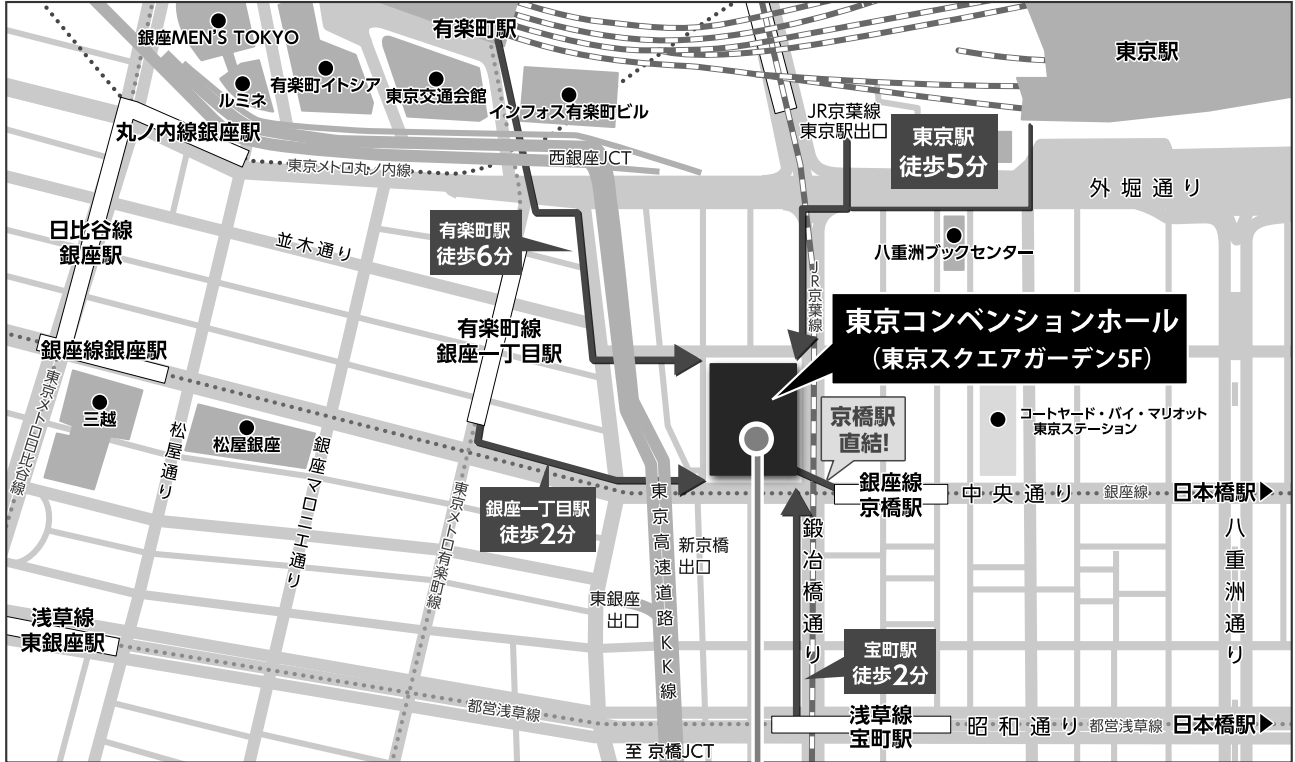 有楽町駅
銀座MEN'S TOKYO
東京駅
有楽町イトシア
ルミネ
東京交通会館
インフォス有楽町ビル
JR京葉線
東京駅出口
丸ノ内線銀座駅
東京駅
徒歩5分
西銀座JCT
東京メトロ丸ノ内線
外堀通り
日比谷線
銀座駅
並木通り
有楽町駅
徒歩6分
八重洲ブックセンター
JR京葉線
東京コンベンションホール
(東京スクエアガーデン5F)
有楽町線
銀座一丁目駅
銀座線銀座駅
東京メトロ日比谷線
三越
松屋通り
松屋銀座
銀座マロニエ通り
京橋駅
直結!
コートヤード・バイ・マリオット
東京ステーション
銀座一丁目駅
徒歩2分
東京メトロ有楽町線
東京高速道路KK線
銀座線
京橋駅
中央通り
銀座線
日本橋駅▶
新京橋
出口
鍛冶橋通り
八重洲通り
東銀座
出口
浅草線
東銀座駅
宝町駅
徒歩2分
都営浅草線
浅草線
宝町駅
昭和通り
都営浅草線
日本橋駅▶
至 京橋JCT